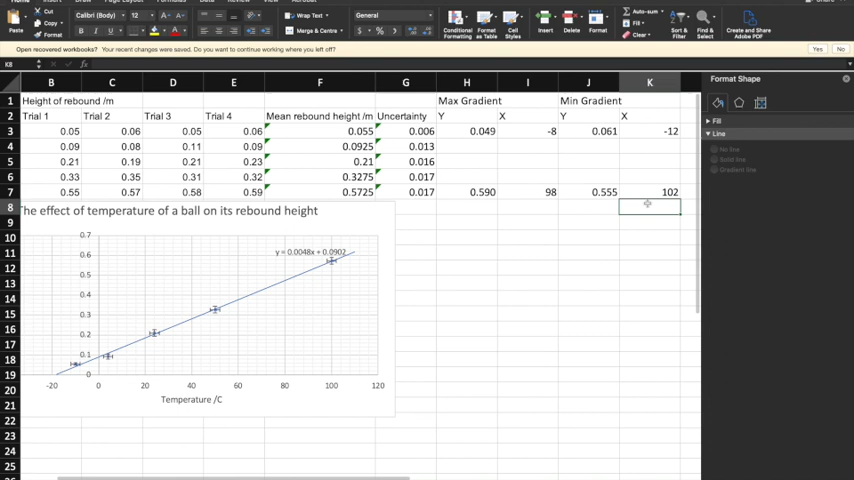 Cut
Calibri (Body) 12
Wrap Text
General
Auto-sum
Copy
Fill
Paste
Format
B I U
Merge & Centre
Conditional Formatting
Format as Table
Cell Styles
Insert
Delete
Format
Clear
Sort & Filter
Find & Select
Create and Share Adobe PDF
Open recovered workbooks? Your recent changes were saved. Do you want to continue working where you left off?
Yes
No
K8
fx
Format Shape
B C D E F G H I J K
Fill
Line
No line
Solid line
Gradient line
1 Height of rebound /m Max Gradient Min Gradient
2 Trial 1 Trial 2 Trial 3 Trial 4 Mean rebound height /m Uncertainty Y X Y X
3 0.05 0.06 0.05 0.06 0.055 0.006 0.049 -8 0.061 -12
4 0.09 0.08 0.11 0.09 0.0925 0.013
5 0.21 0.19 0.21 0.23 0.21 0.016
6 0.33 0.35 0.31 0.32 0.3275 0.017
7 0.55 0.57 0.58 0.59 0.5725 0.017 0.590 98 0.555 102
8
9
10
11
12
13
14
15
16
17
18
19
20
21
22
23
24
25
The effect of temperature of a ball on its rebound height
y = 0.0048x + 0.0902
0.7
0.6
0.5
0.4
0.3
0.2
0.1
0
-20 0 20 40 60 80 100 120
Temperature /C